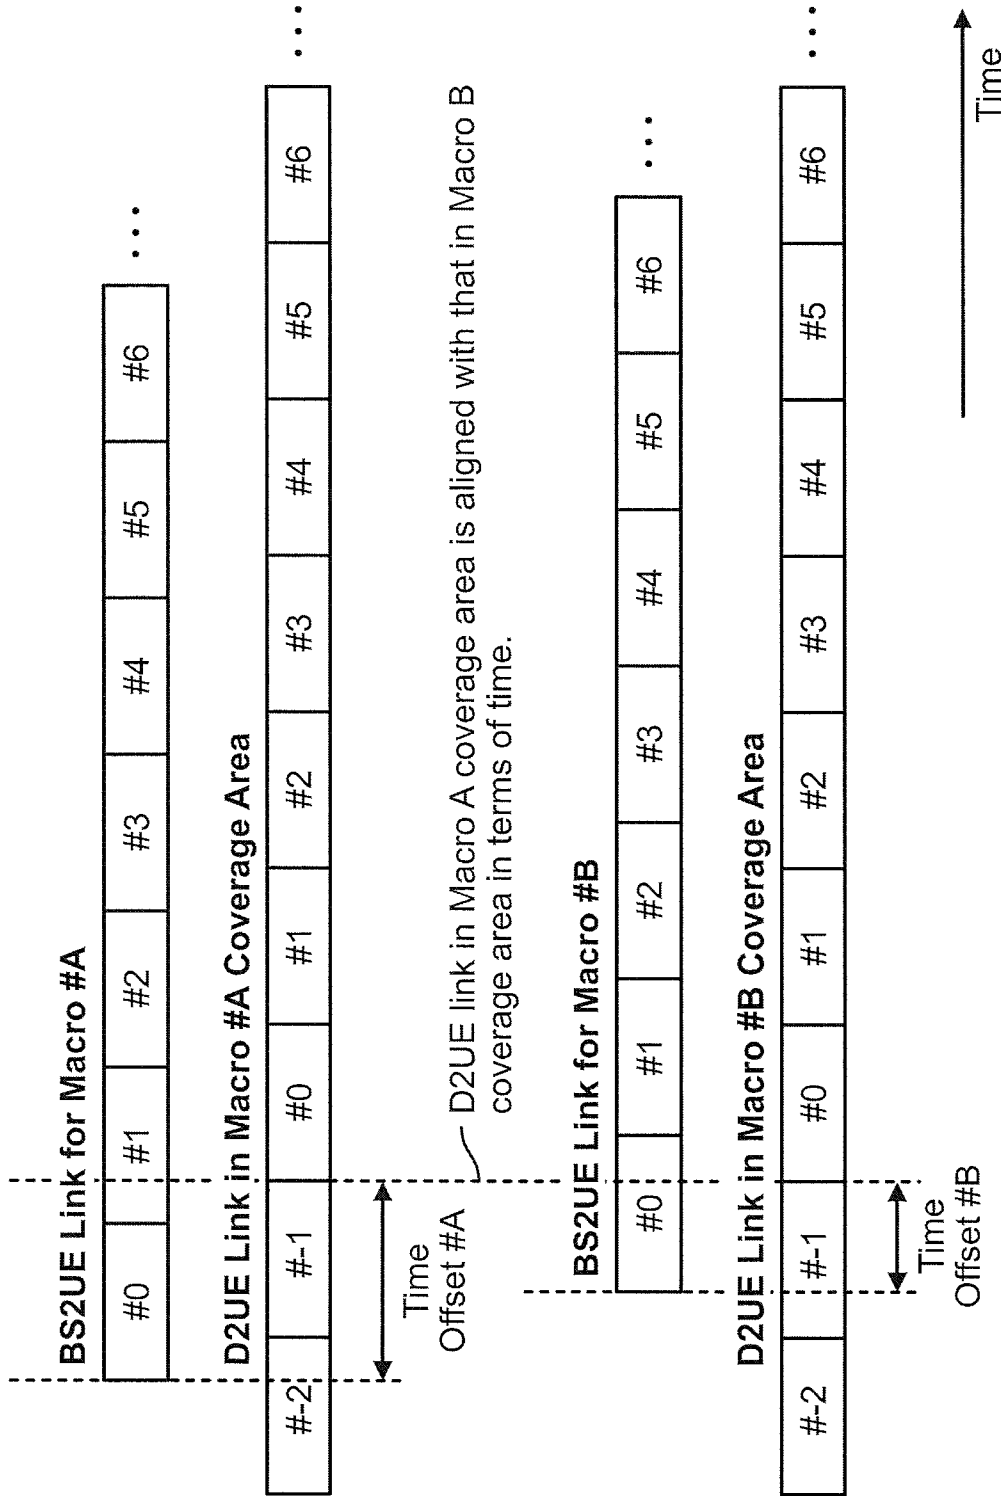 BS2UE Link for Macro #A
#0 #1 #2 #3 #4 #5 #6 ...
D2UE Link in Macro #A Coverage Area
#-2 #-1 #0 #1 #2 #3 #4 #5 #6 ...
Time
Offset #A
D2UE link in Macro A coverage area is aligned with that in Macro B
coverage area in terms of time.
BS2UE Link for Macro #B
#0 #1 #2 #3 #4 #5 #6 ...
D2UE Link in Macro #B Coverage Area
#-2 #-1 #0 #1 #2 #3 #4 #5 #6 ...
Time
Offset #B
Time